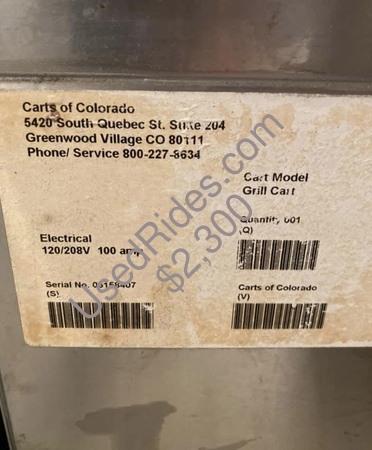 Carts of Colorado
5420 South Quebec St. Suite 204
Greenwood Village CO 80111
Phone/ Service 800-227-8634
Cart Model
Grill Cart
Quantity 001
(Q)
Electrical
120/208V 100 amp
Serial No. 03158407
(S)
Carts of Colorado
(V)
UsedRides.com
$2,300